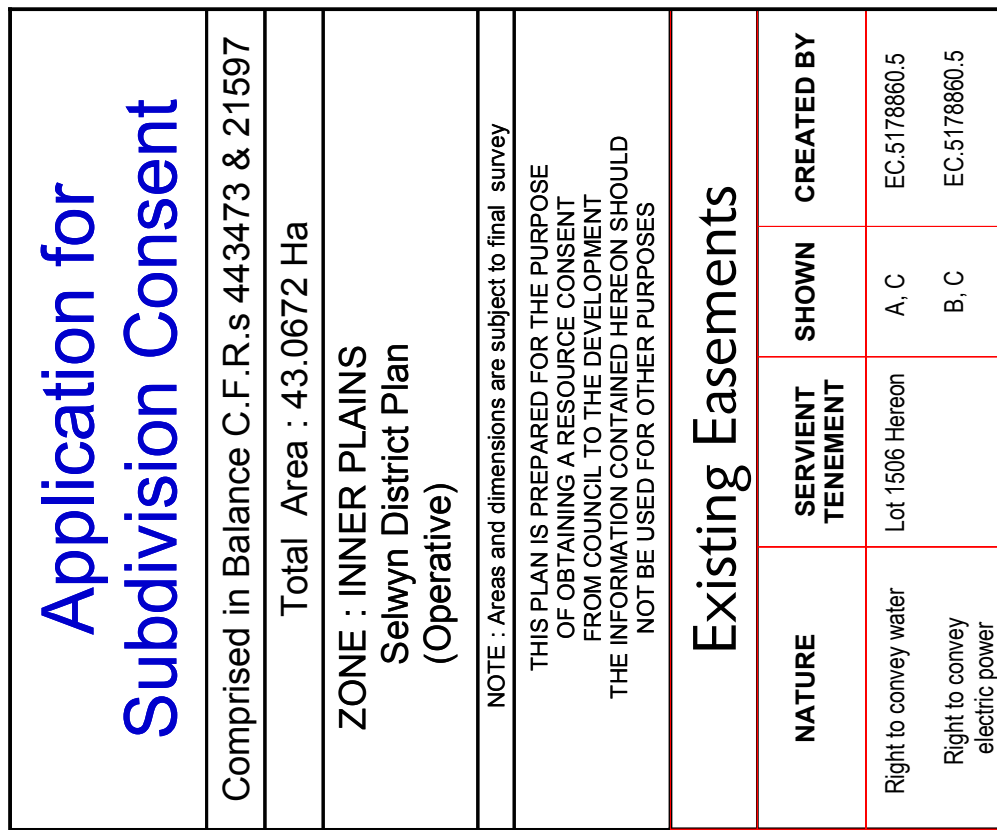 Application for
Subdivision Consent
Comprised in Balance C.F.R.s 443473 & 21597
Total Area : 43.0672 Ha
ZONE : INNER PLAINS
Selwyn District Plan
(Operative)
NOTE : Areas and dimensions are subject to final survey
THIS PLAN IS PREPARED FOR THE PURPOSE
OF OBTAINING A RESOURCE CONSENT
FROM COUNCIL TO THE DEVELOPMENT
THE INFORMATION CONTAINED HEREON SHOULD
NOT BE USED FOR OTHER PURPOSES
Existing Easements
NATURE SERVIENT TENEMENT SHOWN CREATED BY
Right to convey water Lot 1506 Hereon A, C EC.5178860.5
Right to convey B, C EC.5178860.5
electric power